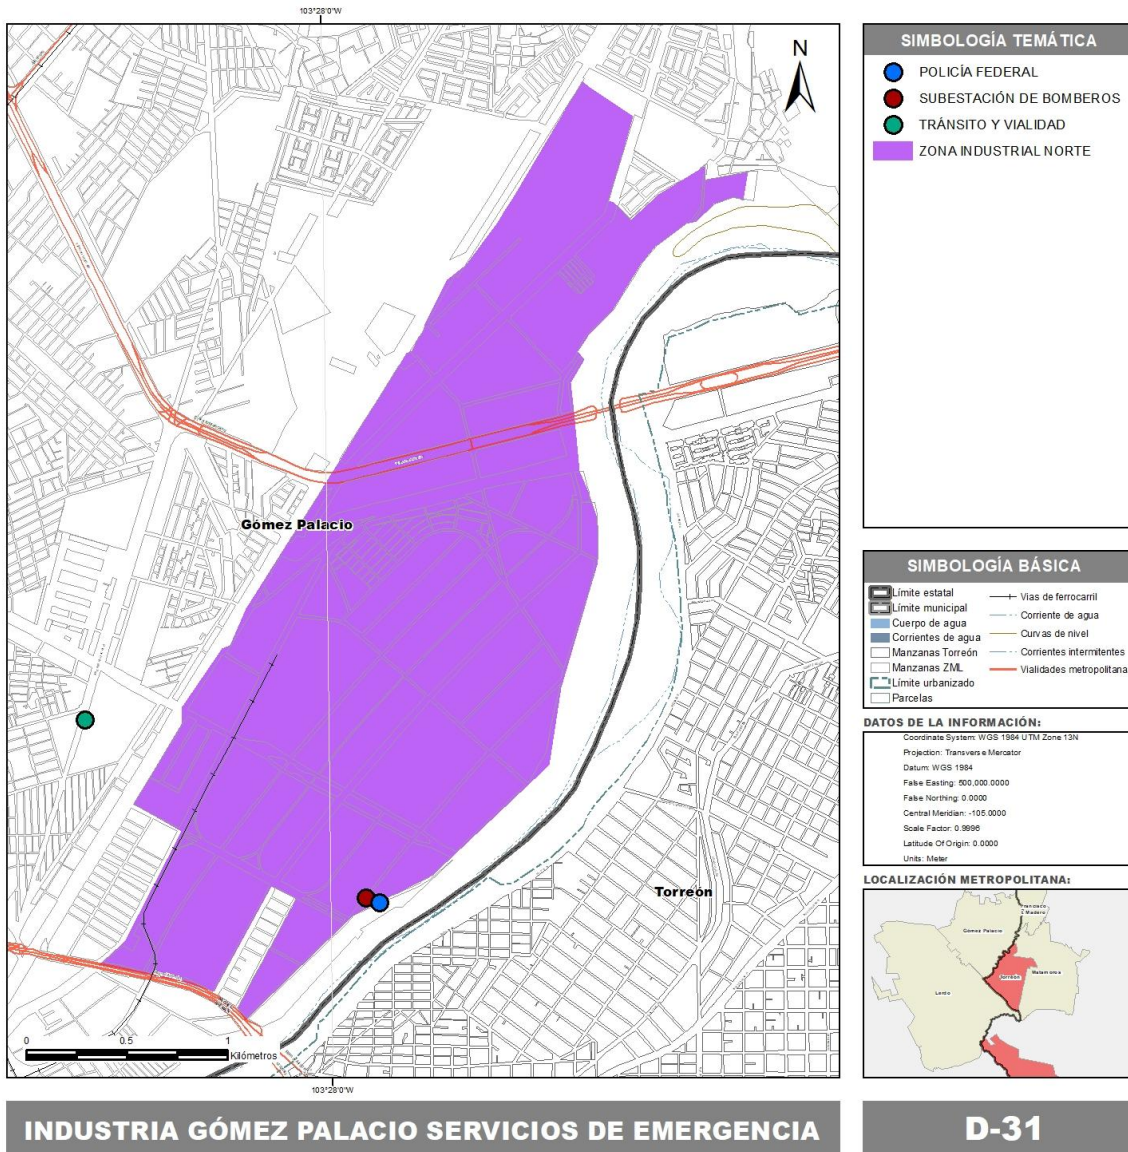 103°28'0"W
N
Gómez Palacio
Torreón
0 0.5 1
Kilómetros
103°28'0"W
SIMBOLOGÍA TEMÁTICA
POLICÍA FEDERAL
SUBESTACIÓN DE BOMBEROS
TRÁNSITO Y VIALIDAD
ZONA INDUSTRIAL NORTE
SIMBOLOGÍA BÁSICA
Límite estatal
Límite municipal
Cuerpo de agua
Corrientes de agua
Manzanas Torreón
Manzanas ZML
Límite urbanizado
Parcelas
Vias de ferrocarril
Corriente de agua
Curvas de nivel
Corrientes intermitentes
Vialidades metropolitana
DATOS DE LA INFORMACIÓN:
Coordinate System: WGS 1984 UTM Zone 13N
Projection: Transverse Mercator
Datum: WGS 1984
False Easting: 500,000.0000
False Northing: 0.0000
Central Meridian: -105.0000
Scale Factor: 0.9996
Latitude Of Origin: 0.0000
Units: Meter
LOCALIZACIÓN METROPOLITANA:
Francisco
I. Madero
Gómez Palacio
Torreón
Matamoros
Lerdo
INDUSTRIA GÓMEZ PALACIO SERVICIOS DE EMERGENCIA
D-31